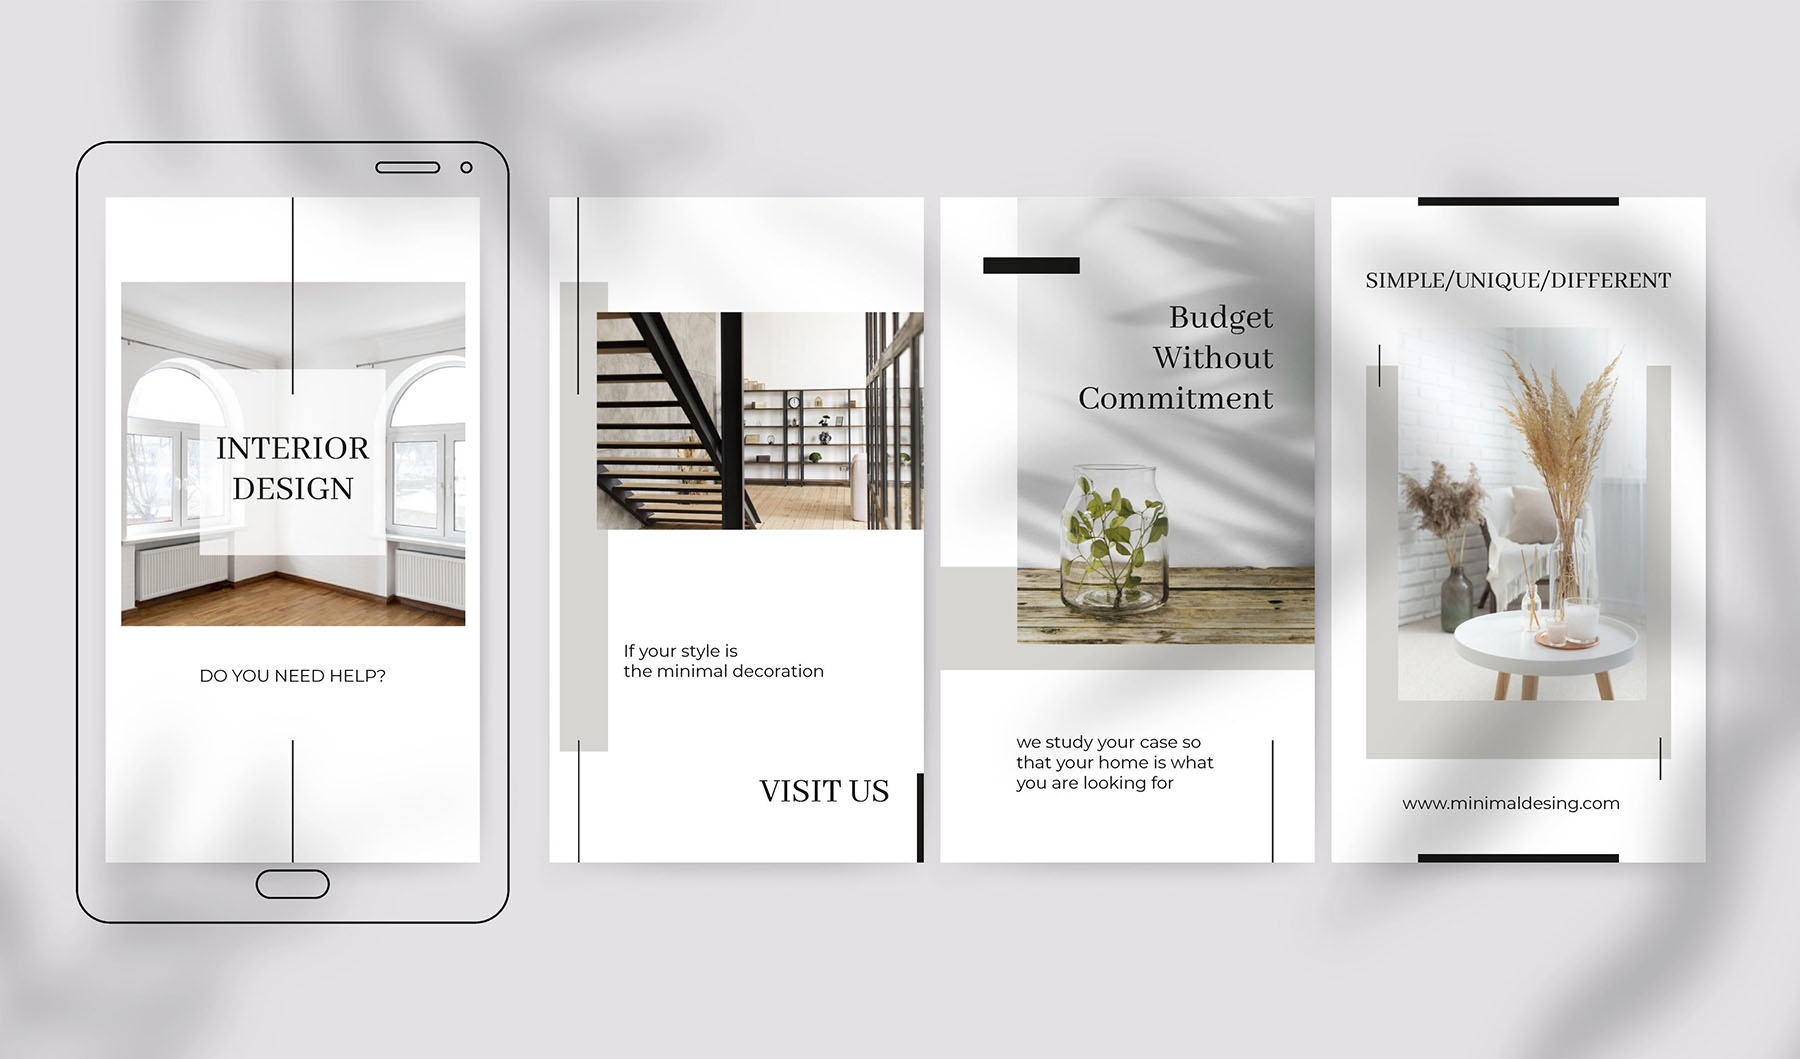 INTERIOR
DESIGN
DO YOU NEED HELP?
If your style is
the minimal decoration
VISIT US
Budget
Without
Commitment
we study your case so
that your home is what
you are looking for
SIMPLE/UNIQUE/DIFFERENT
www.minimaldesing.com